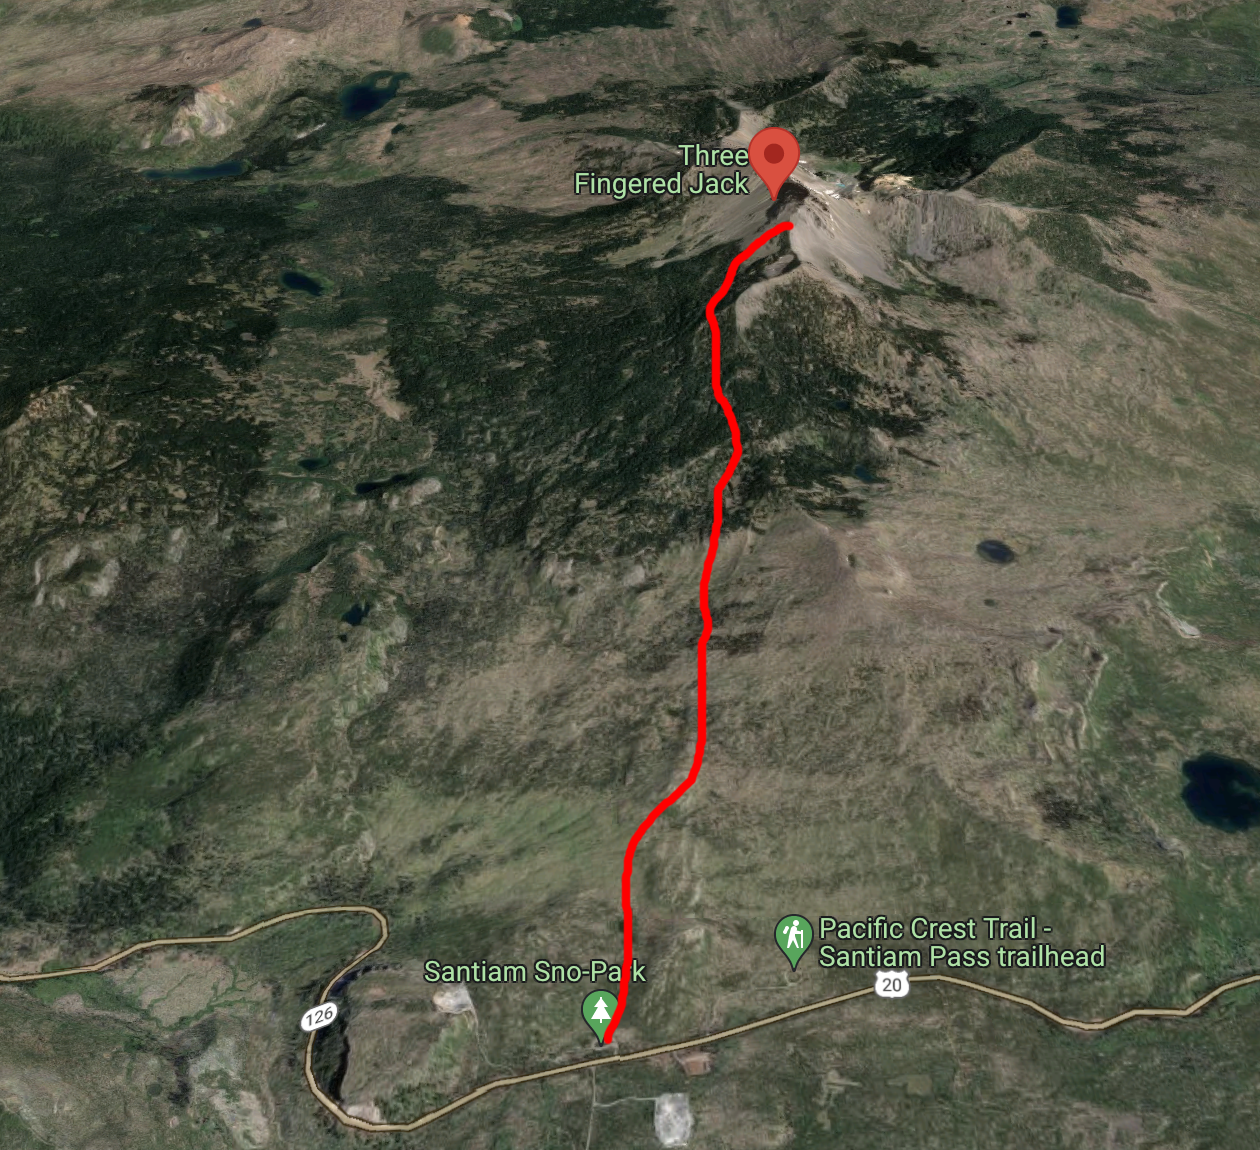 Three
Fingered Jack
Pacific Crest Trail -
Santiam Pass trailhead
Santiam Sno-Park
20
126